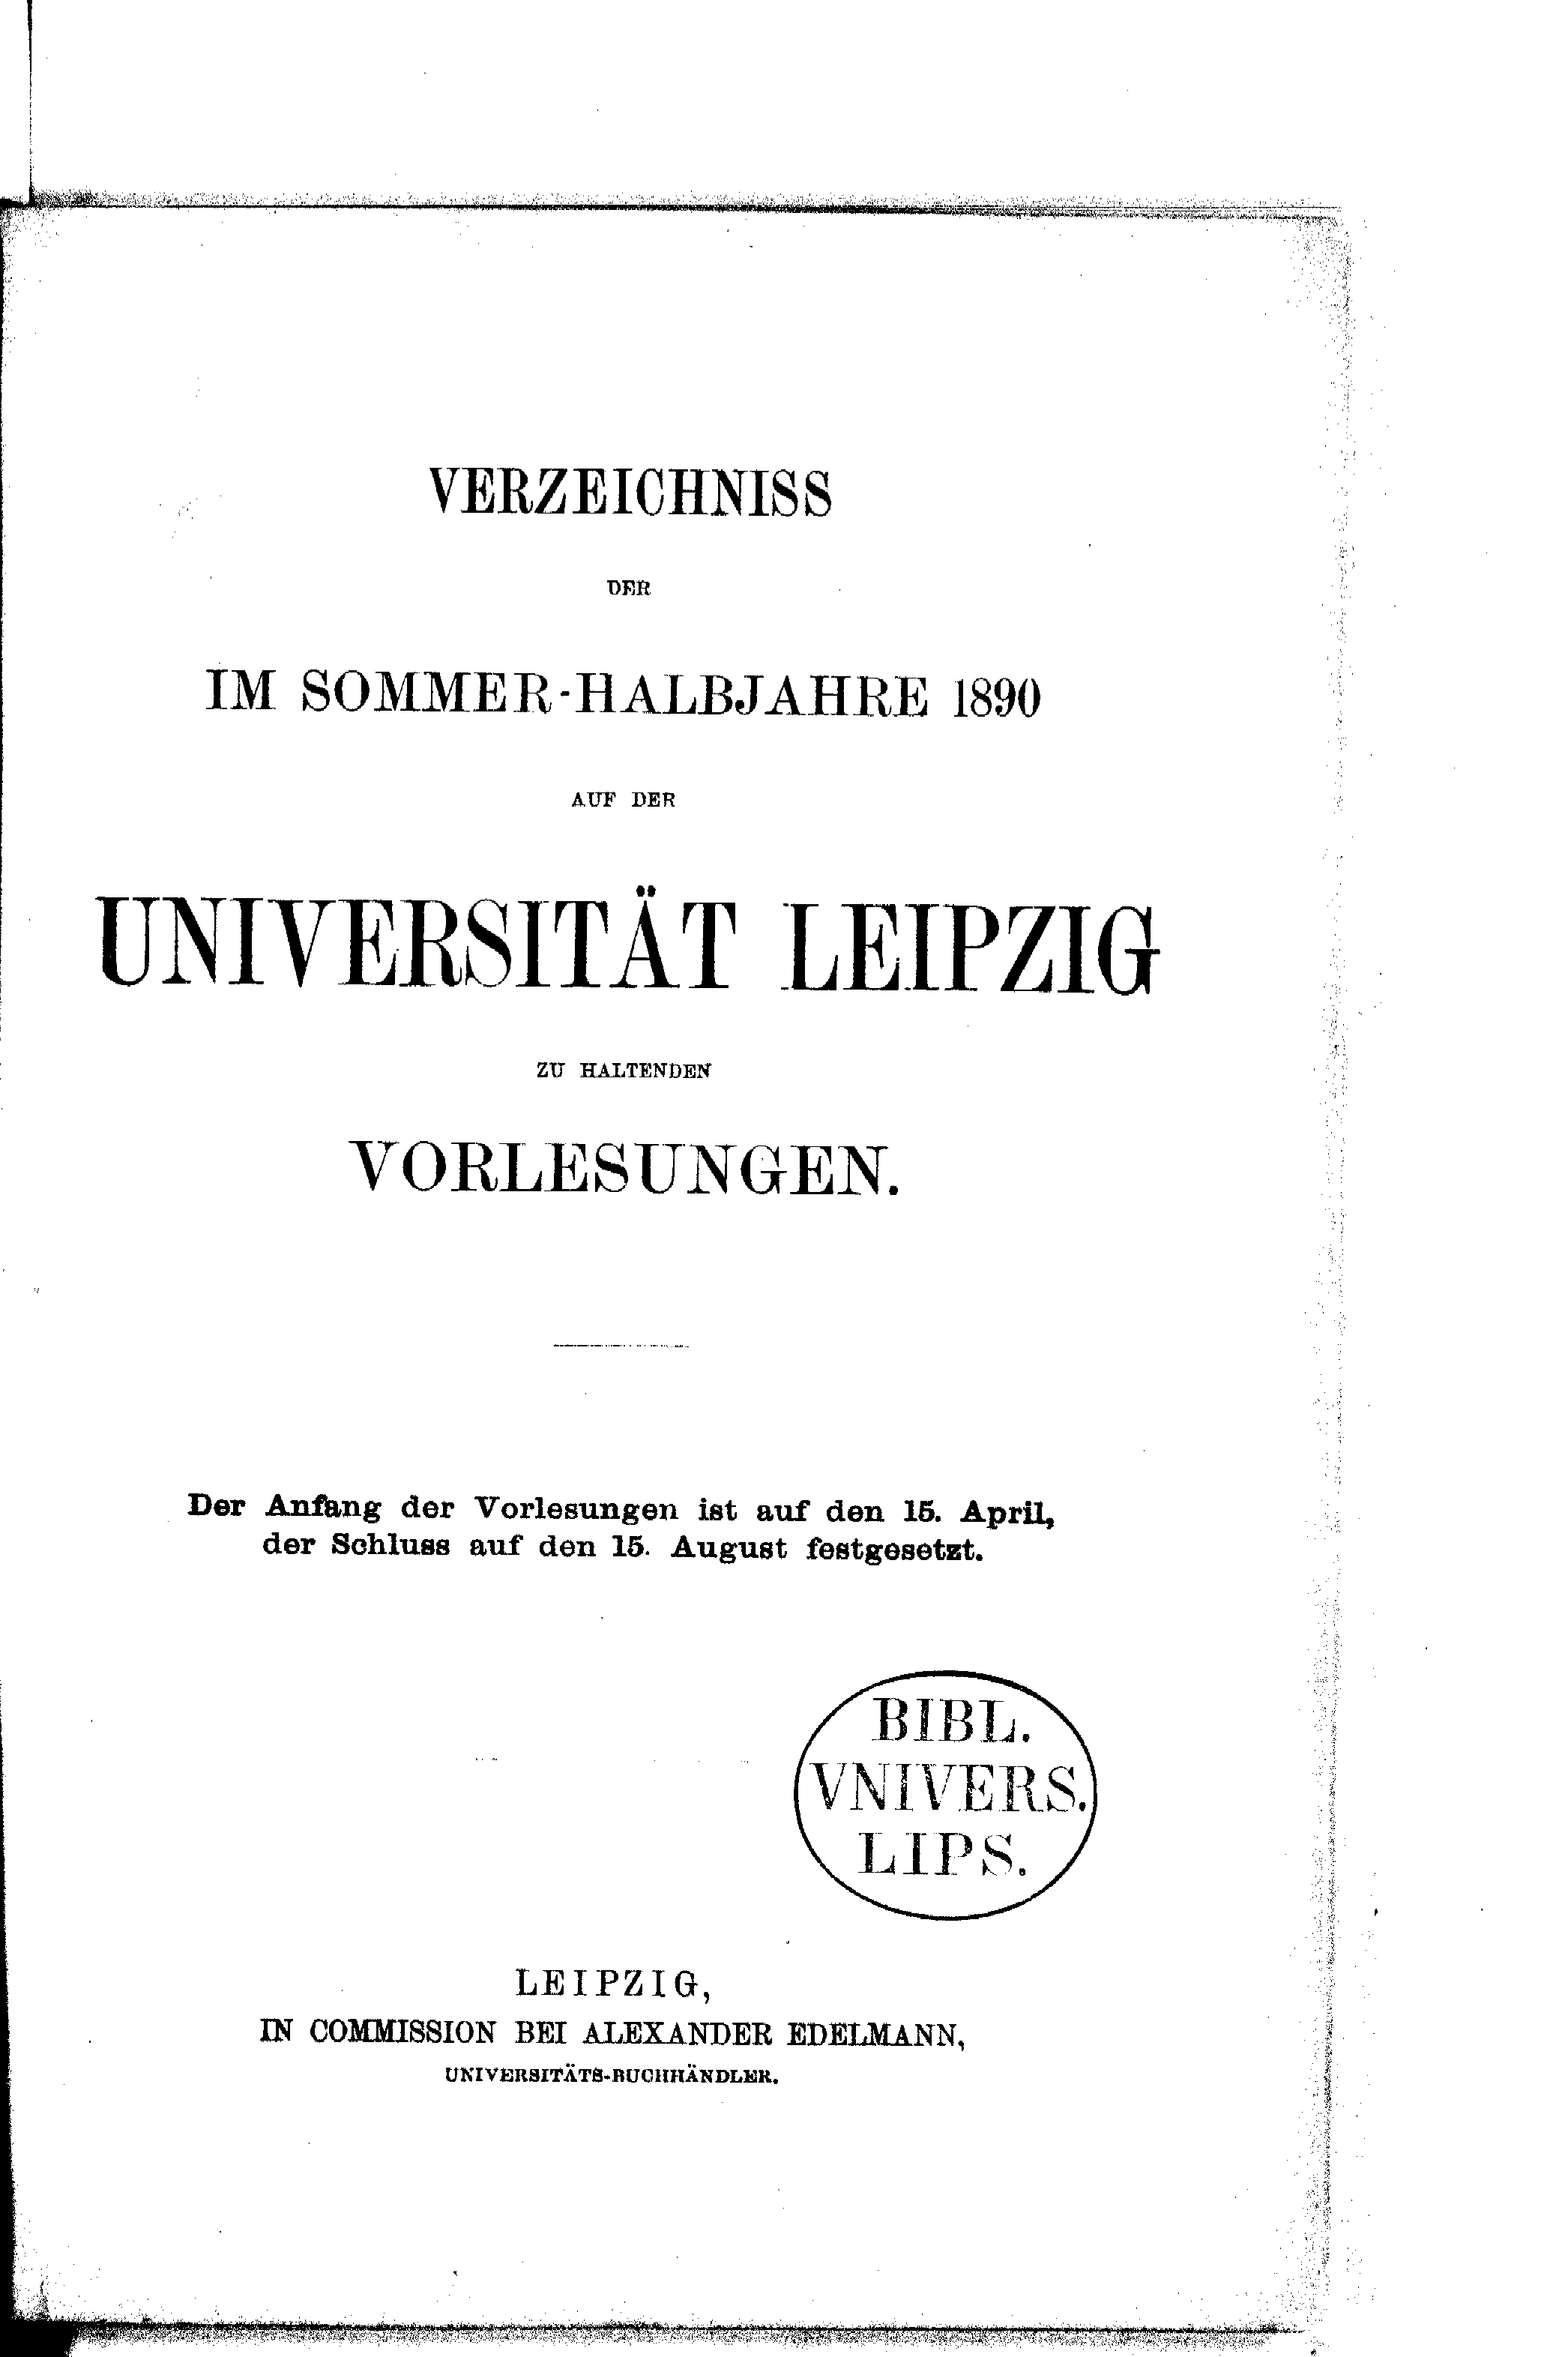 VERZEICHNISS
DER
IM SOMMER-HALBJAHRE 1890
AUF DER
UNIVERSITÄT LEIPZIG
ZU HALTENDEN
VORLESUNGEN.
Der Anfang der Vorlesungen ist auf den 15. April,
der Schluss auf den 15. August festgesetzt.
BIBL.
VNIVERS.
LIPS.
LEIPZIG,
IN COMMISSION BEI ALEXANDER EDELMANN,
UNIVERSITÄTS-BUCHHÄNDLER.